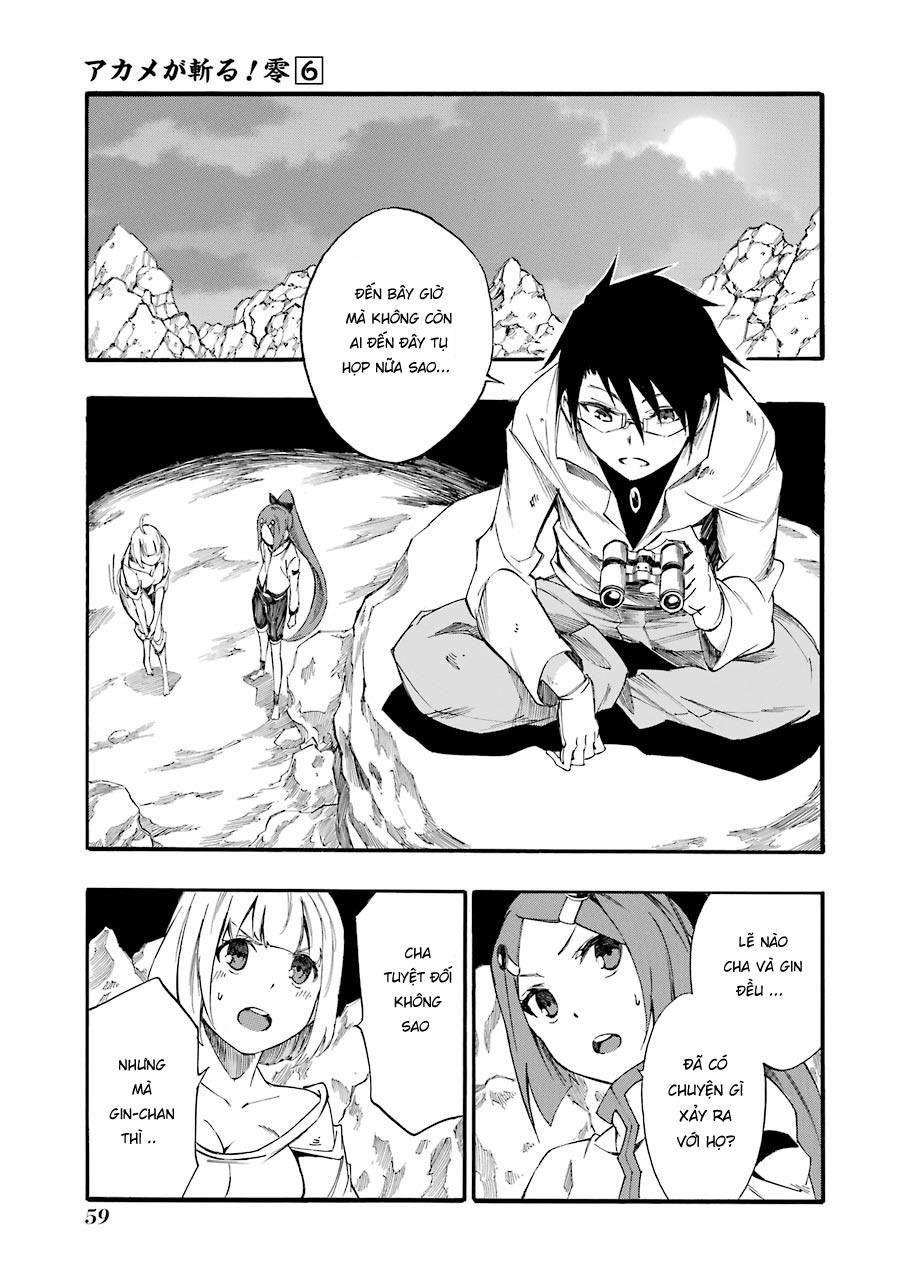 アカメが斬る！零 6
ĐẾN BÂY GIỜ
MÀ KHÔNG CÒN
AI ĐẾN ĐÂY TỤ
HỌP NỮA SAO...
LẼ NÀO
CHA VÀ GIN
ĐỀU ...
ĐÃ CÓ
CHUYỆN GÌ
XẢY RA
VỚI HỌ?
CHA
TUYỆT ĐỐI
KHÔNG
SAO
NHƯNG
MÀ
GIN-CHAN
THÌ ..
59